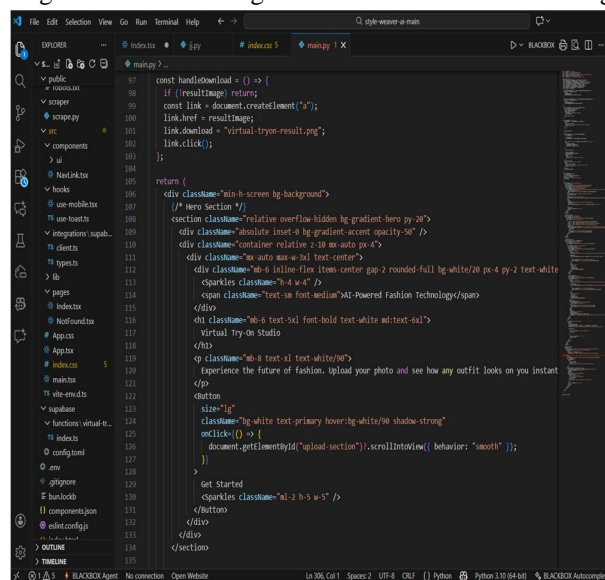 File Edit Selection View Go Run Terminal Help
style-weaver-ai-main
EXPLORER
Index.tsx
jj.py
index.css 5
main.py 1
BLACKBOX
main.py > ...
public
robots.txt
scraper
scrape.py
src
components
ui
NavLink.tsx
hooks
use-mobile.tsx
use-toast.ts
integrations\supab...
client.ts
types.ts
lib
pages
Index.tsx
NotFound.tsx
App.css
App.tsx
index.css 5
main.tsx
vite-env.d.ts
supabase
functions\virtual-tr...
index.ts
config.toml
.env
.gitignore
bun.lockb
components.json
eslint.config.js
OUTLINE
TIMELINE
97 const handleDownload = () => {
98 if (!resultImage) return;
99 const link = document.createElement("a");
100 link.href = resultImage;
101 link.download = "virtual-tryon-result.png";
102 link.click();
103 };
104
105 return (
106 <div className="min-h-screen bg-background">
107 {/* Hero Section */}
108 <section className="relative overflow-hidden bg-gradient-hero py-20">
109 <div className="absolute inset-0 bg-gradient-accent opacity-50" />
110 <div className="container relative z-10 mx-auto px-4">
111 <div className="mx-auto max-w-3xl text-center">
112 <div className="mb-6 inline-flex items-center gap-2 rounded-full bg-white/20 px-4 py-2 text-white
113 <Sparkles className="h-4 w-4" />
114 <span className="text-sm font-medium">AI-Powered Fashion Technology</span>
115 </div>
116 <h1 className="mb-6 text-5xl font-bold text-white md:text-6xl">
117 Virtual Try-On Studio
118 </h1>
119 <p className="mb-8 text-xl text-white/90">
120 Experience the future of fashion. Upload your photo and see how any outfit looks on you instant
121 </p>
122 <Button
123 size="lg"
124 className="bg-white text-primary hover:bg-white/90 shadow-strong"
125 onClick={() => {
126 document.getElementById("upload-section")?.scrollIntoView({ behavior: "smooth" });
127 }}
128 >
129 Get Started
130 <Sparkles className="ml-2 h-5 w-5" />
131 </Button>
132 </div>
133 </div>
134 </section>
135
1 5 BLACKBOX Agent No connection Open Website Ln 306, Col 1 Spaces: 2 UTF-8 CRLF {} Python Python 3.10 (64-bit) BLACKBOX Autocomple